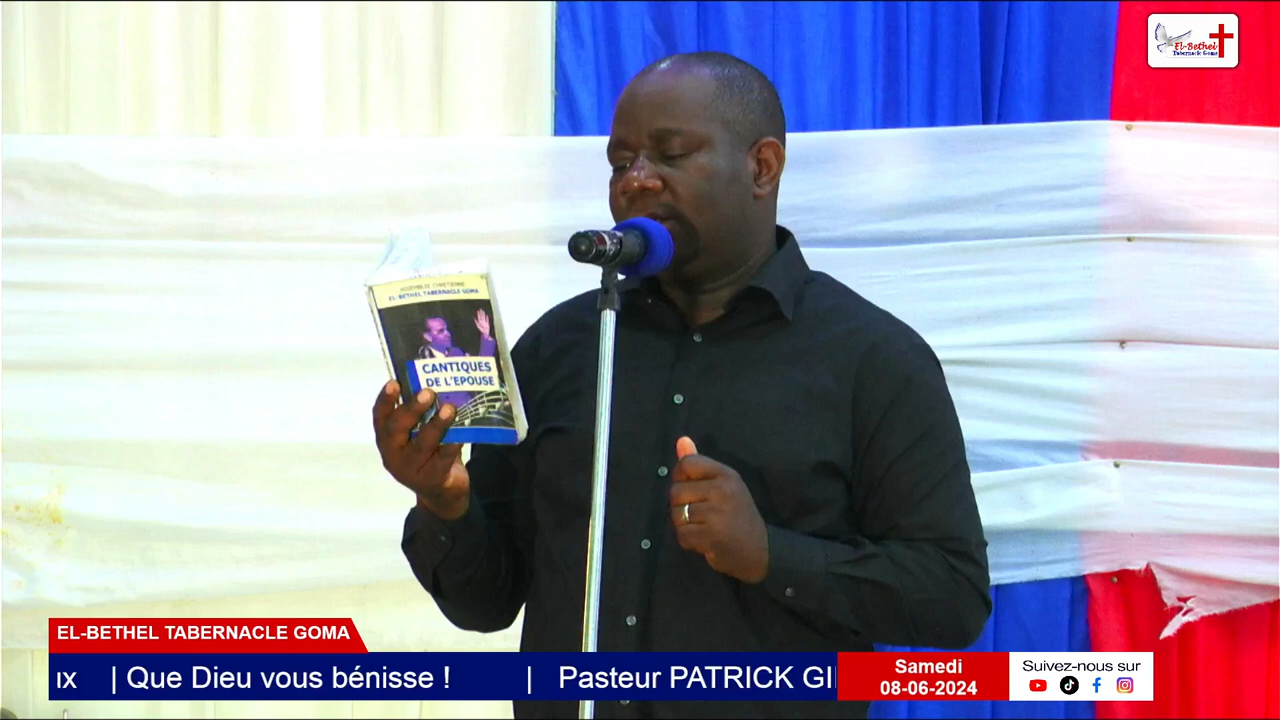 El-Bethel
Tabernacle Goma
ASSEMBLEE CHRETIENNE
EL-BETHEL TABERNACLE GOMA
CANTIQUES
DE L'EPOUSE
EL-BETHEL TABERNACLE GOMA
| Que Dieu vous bénisse ! | Pasteur PATRICK
Samedi
08-06-2024
Suivez-nous sur